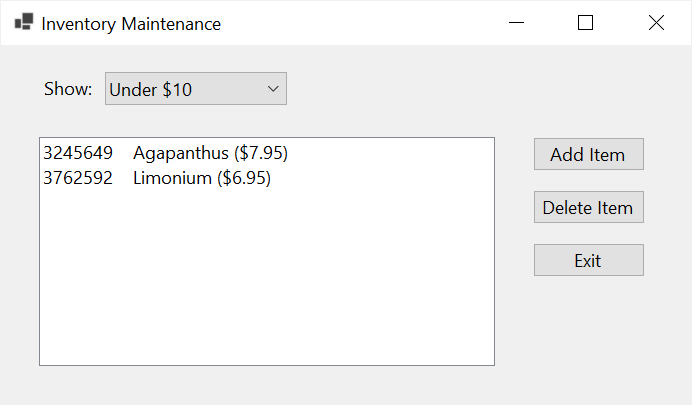 Inventory Maintenance
Show: Under $10
3245649 Agapanthus ($7.95)
3762592 Limonium ($6.95)
Add Item
Delete Item
Exit